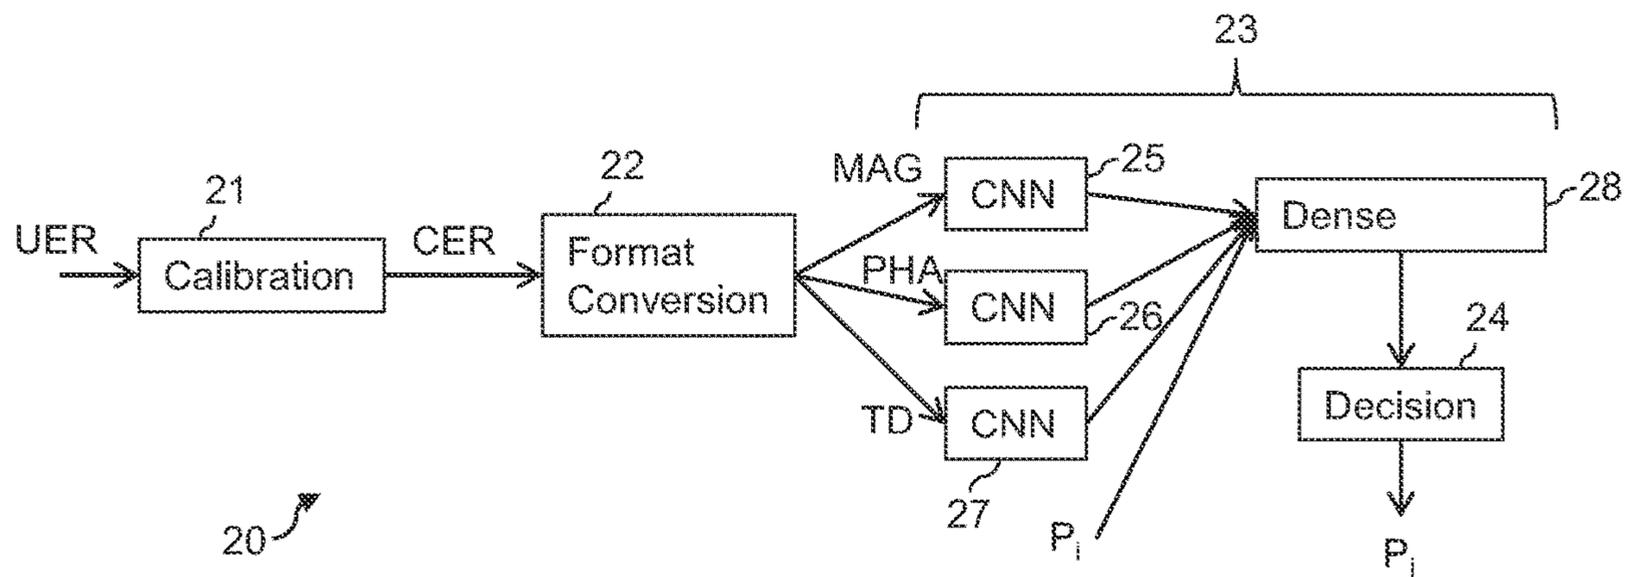 23
MAG
CNN
25
22
21
Dense
28
UER
CER
Format
Conversion
Calibration
PHA
CNN
26
24
TD
CNN
Decision
27
20
Pi
Pj